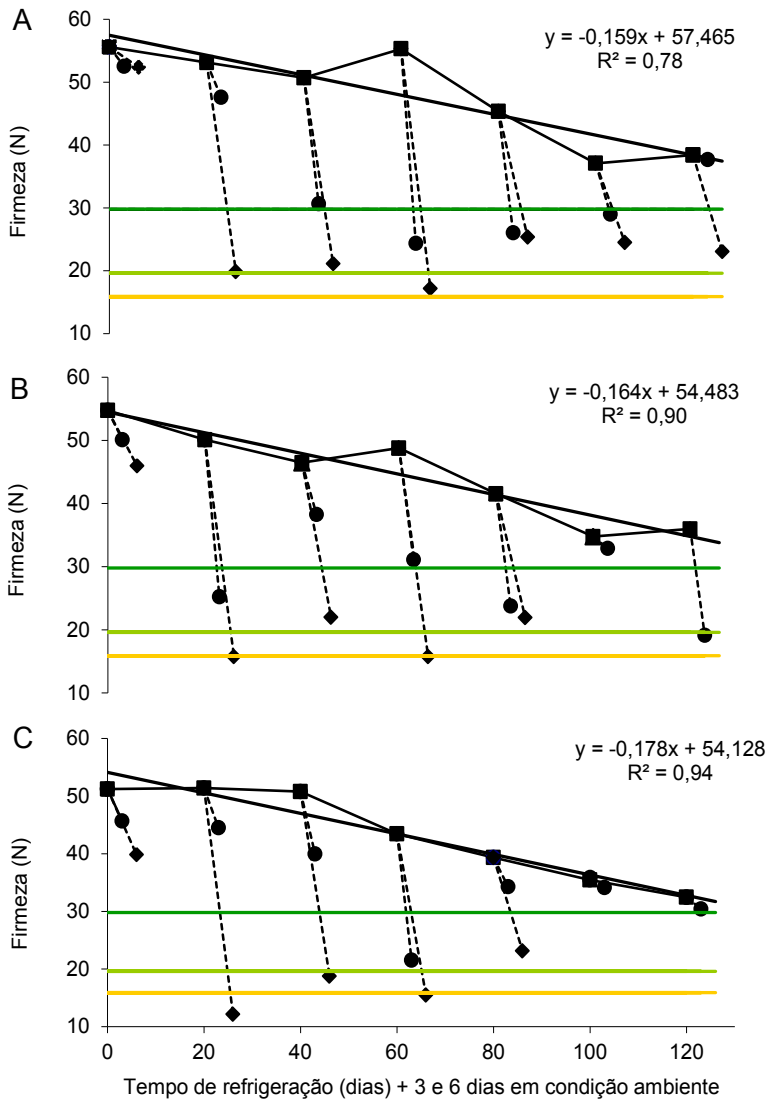 A
60
50
40
30
20
10
Firmeza (N)
y = -0,159x + 57,465
R² = 0,78
B
60
50
40
30
20
10
Firmeza (N)
y = -0,164x + 54,483
R² = 0,90
C
60
50
40
30
20
10
Firmeza (N)
y = -0,178x + 54,128
R² = 0,94
0 20 40 60 80 100 120
Tempo de refrigeração (dias) + 3 e 6 dias em condição ambiente